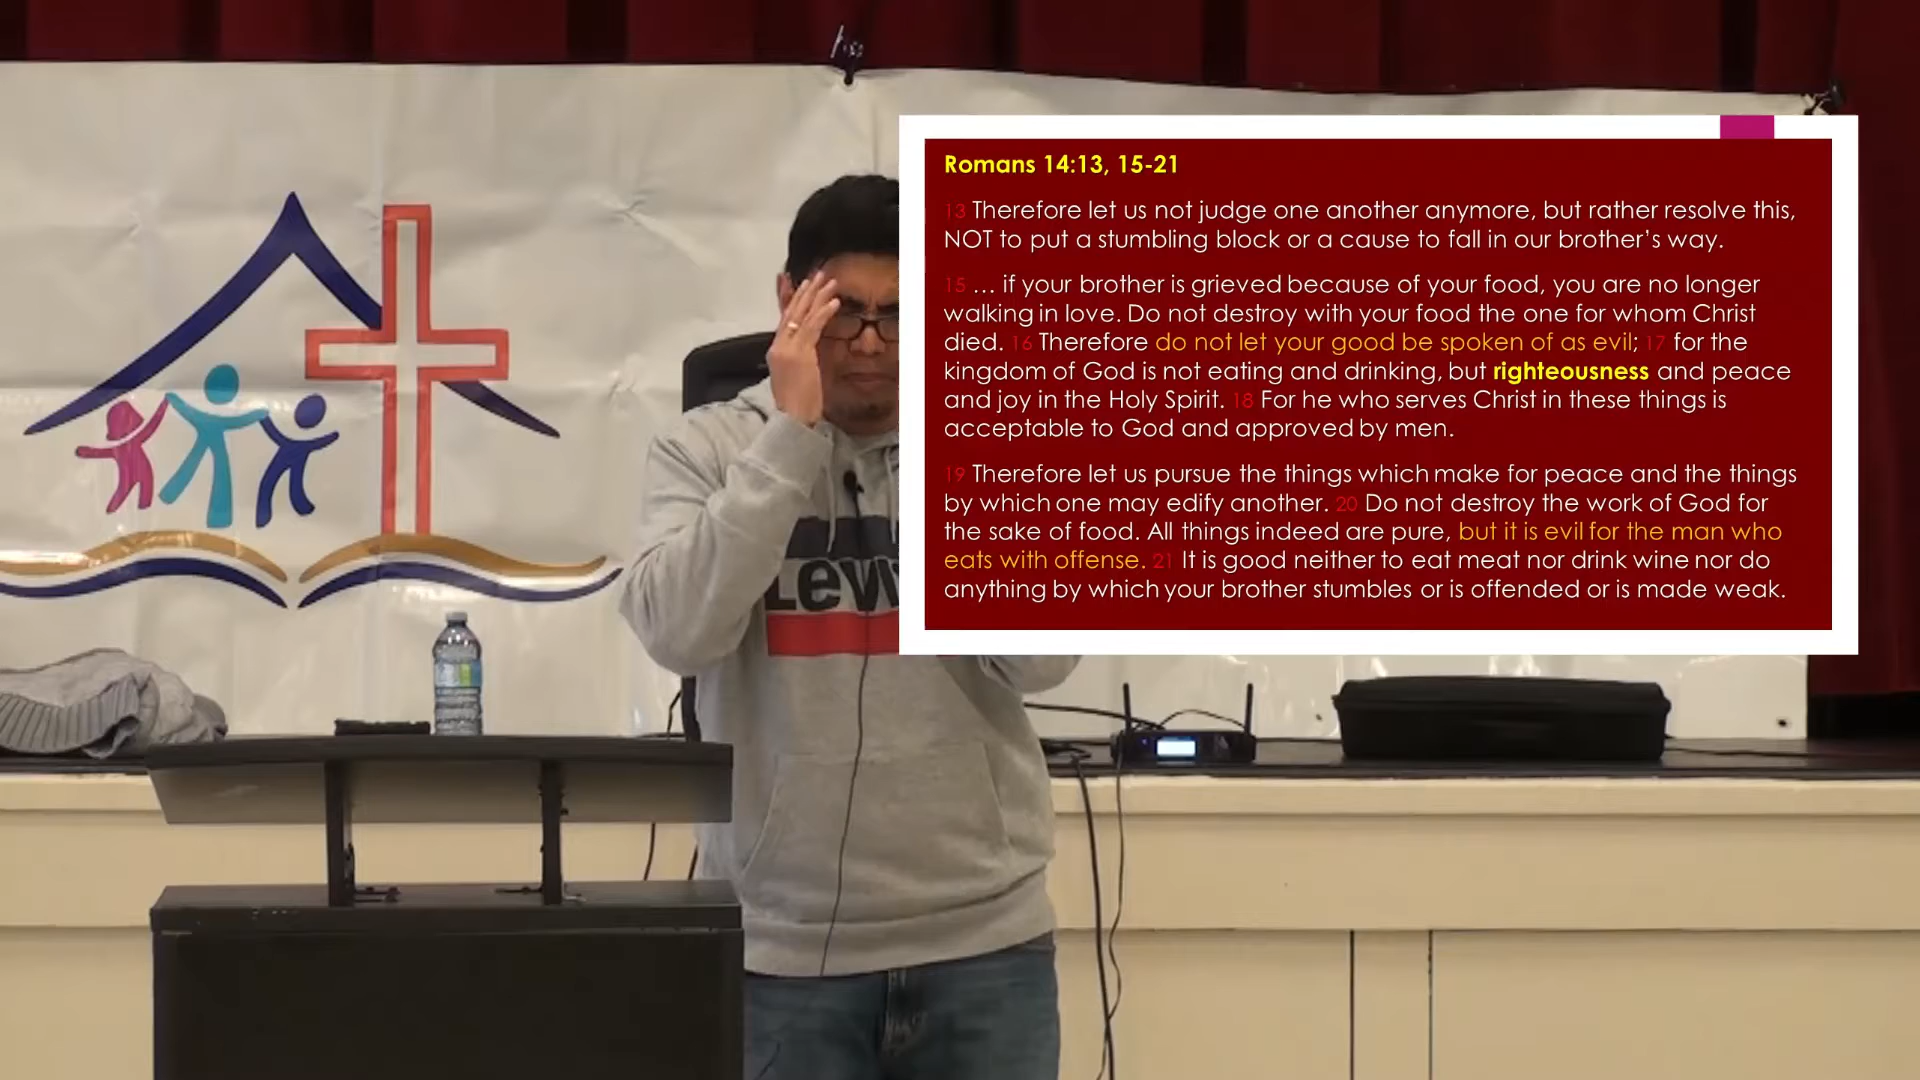 Romans 14:13, 15-21
13 Therefore let us not judge one another anymore, but rather resolve this,
NOT to put a stumbling block or a cause to fall in our brother's way.
15 … if your brother is grieved because of your food, you are no longer
walking in love. Do not destroy with your food the one for whom Christ
died. 16 Therefore do not let your good be spoken of as evil; 17 for the
kingdom of God is not eating and drinking, but righteousness and peace
and joy in the Holy Spirit. 18 For he who serves Christ in these things is
acceptable to God and approved by men.
19 Therefore let us pursue the things which make for peace and the things
by which one may edify another. 20 Do not destroy the work of God for
the sake of food. All things indeed are pure, but it is evil for the man who
eats with offense. 21 It is good neither to eat meat nor drink wine nor do
anything by which your brother stumbles or is offended or is made weak.
Levi